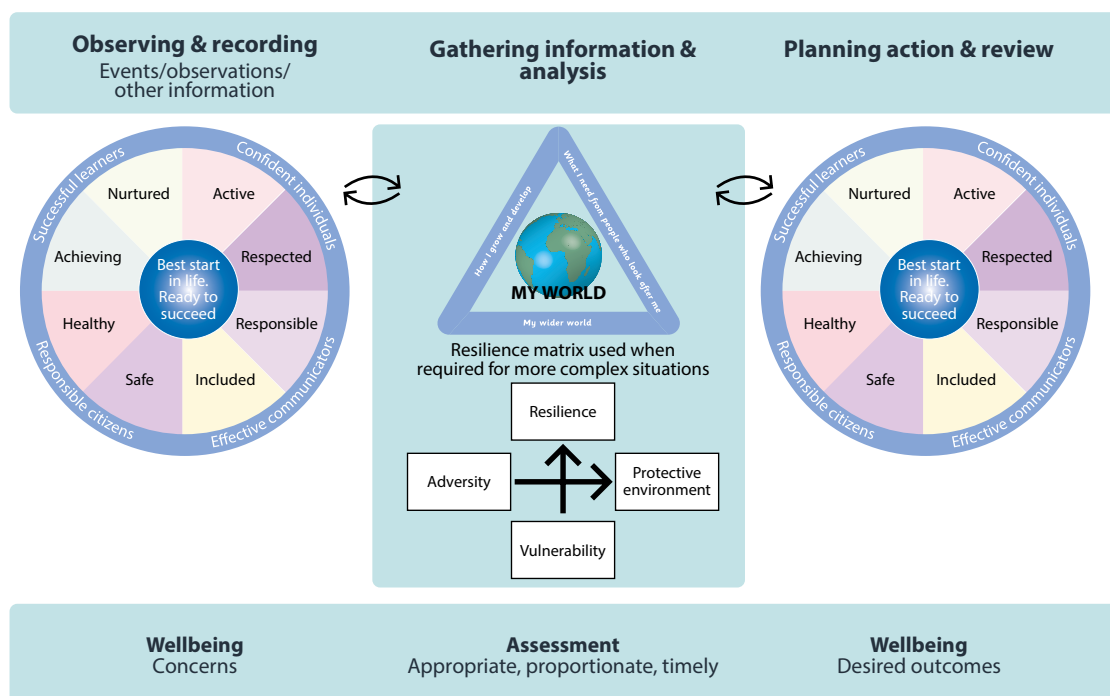 Observing & recording
Events/observations/
other information
Gathering information &
analysis
Planning action & review
Successful learners
Confident individuals
Responsible citizens
Effective communicators
Nurtured
Active
Achieving
Respected
Healthy
Responsible
Safe
Included
Best start
in life.
Ready to
succeed
How I grow and develop
What I need from people who look after me
MY WORLD
My wider world
Resilience matrix used when
required for more complex situations
Resilience
Adversity
Protective
environment
Vulnerability
Successful learners
Confident individuals
Responsible citizens
Effective communicators
Nurtured
Active
Achieving
Respected
Healthy
Responsible
Safe
Included
Best start
in life.
Ready to
succeed
Wellbeing
Concerns
Assessment
Appropriate, proportionate, timely
Wellbeing
Desired outcomes